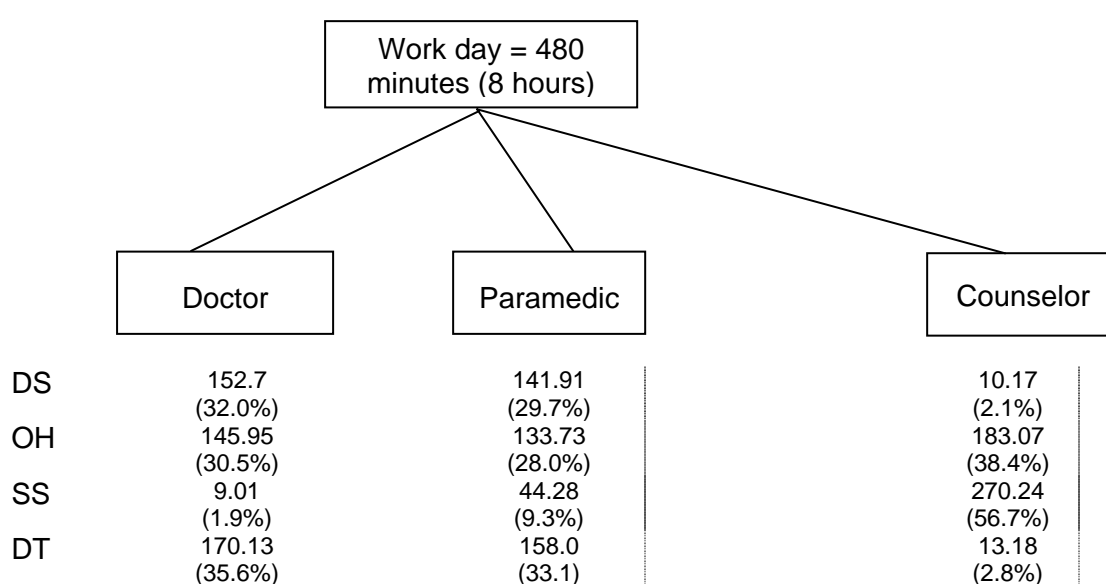 Work day = 480
minutes (8 hours)
Doctor
Paramedic
Counselor
DS
152.7
141.91
10.17
(32.0%)
(29.7%)
(2.1%)
OH
145.95
133.73
183.07
(30.5%)
(28.0%)
(38.4%)
SS
9.01
44.28
270.24
(1.9%)
(9.3%)
(56.7%)
DT
170.13
158.0
13.18
(35.6%)
(33.1)
(2.8%)